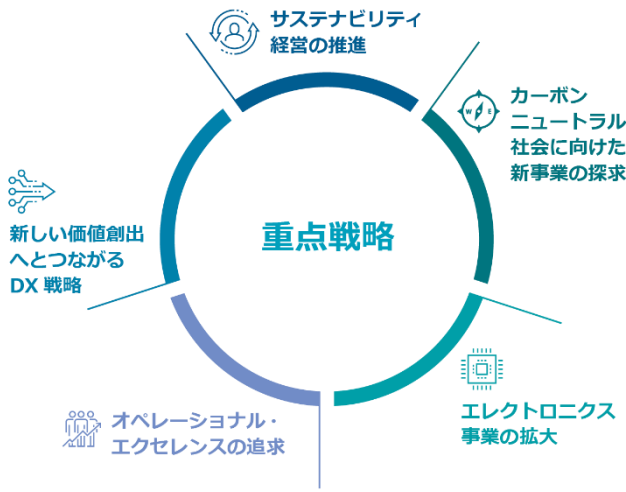 サステナビリティ
経営の推進
カーボン
ニュートラル
社会に向けた
新事業の探求
W E
重点戦略
新しい価値創出
へとつながる
DX 戦略
エレクトロニクス
事業の拡大
オペレーショナル・
エクセレンスの追求